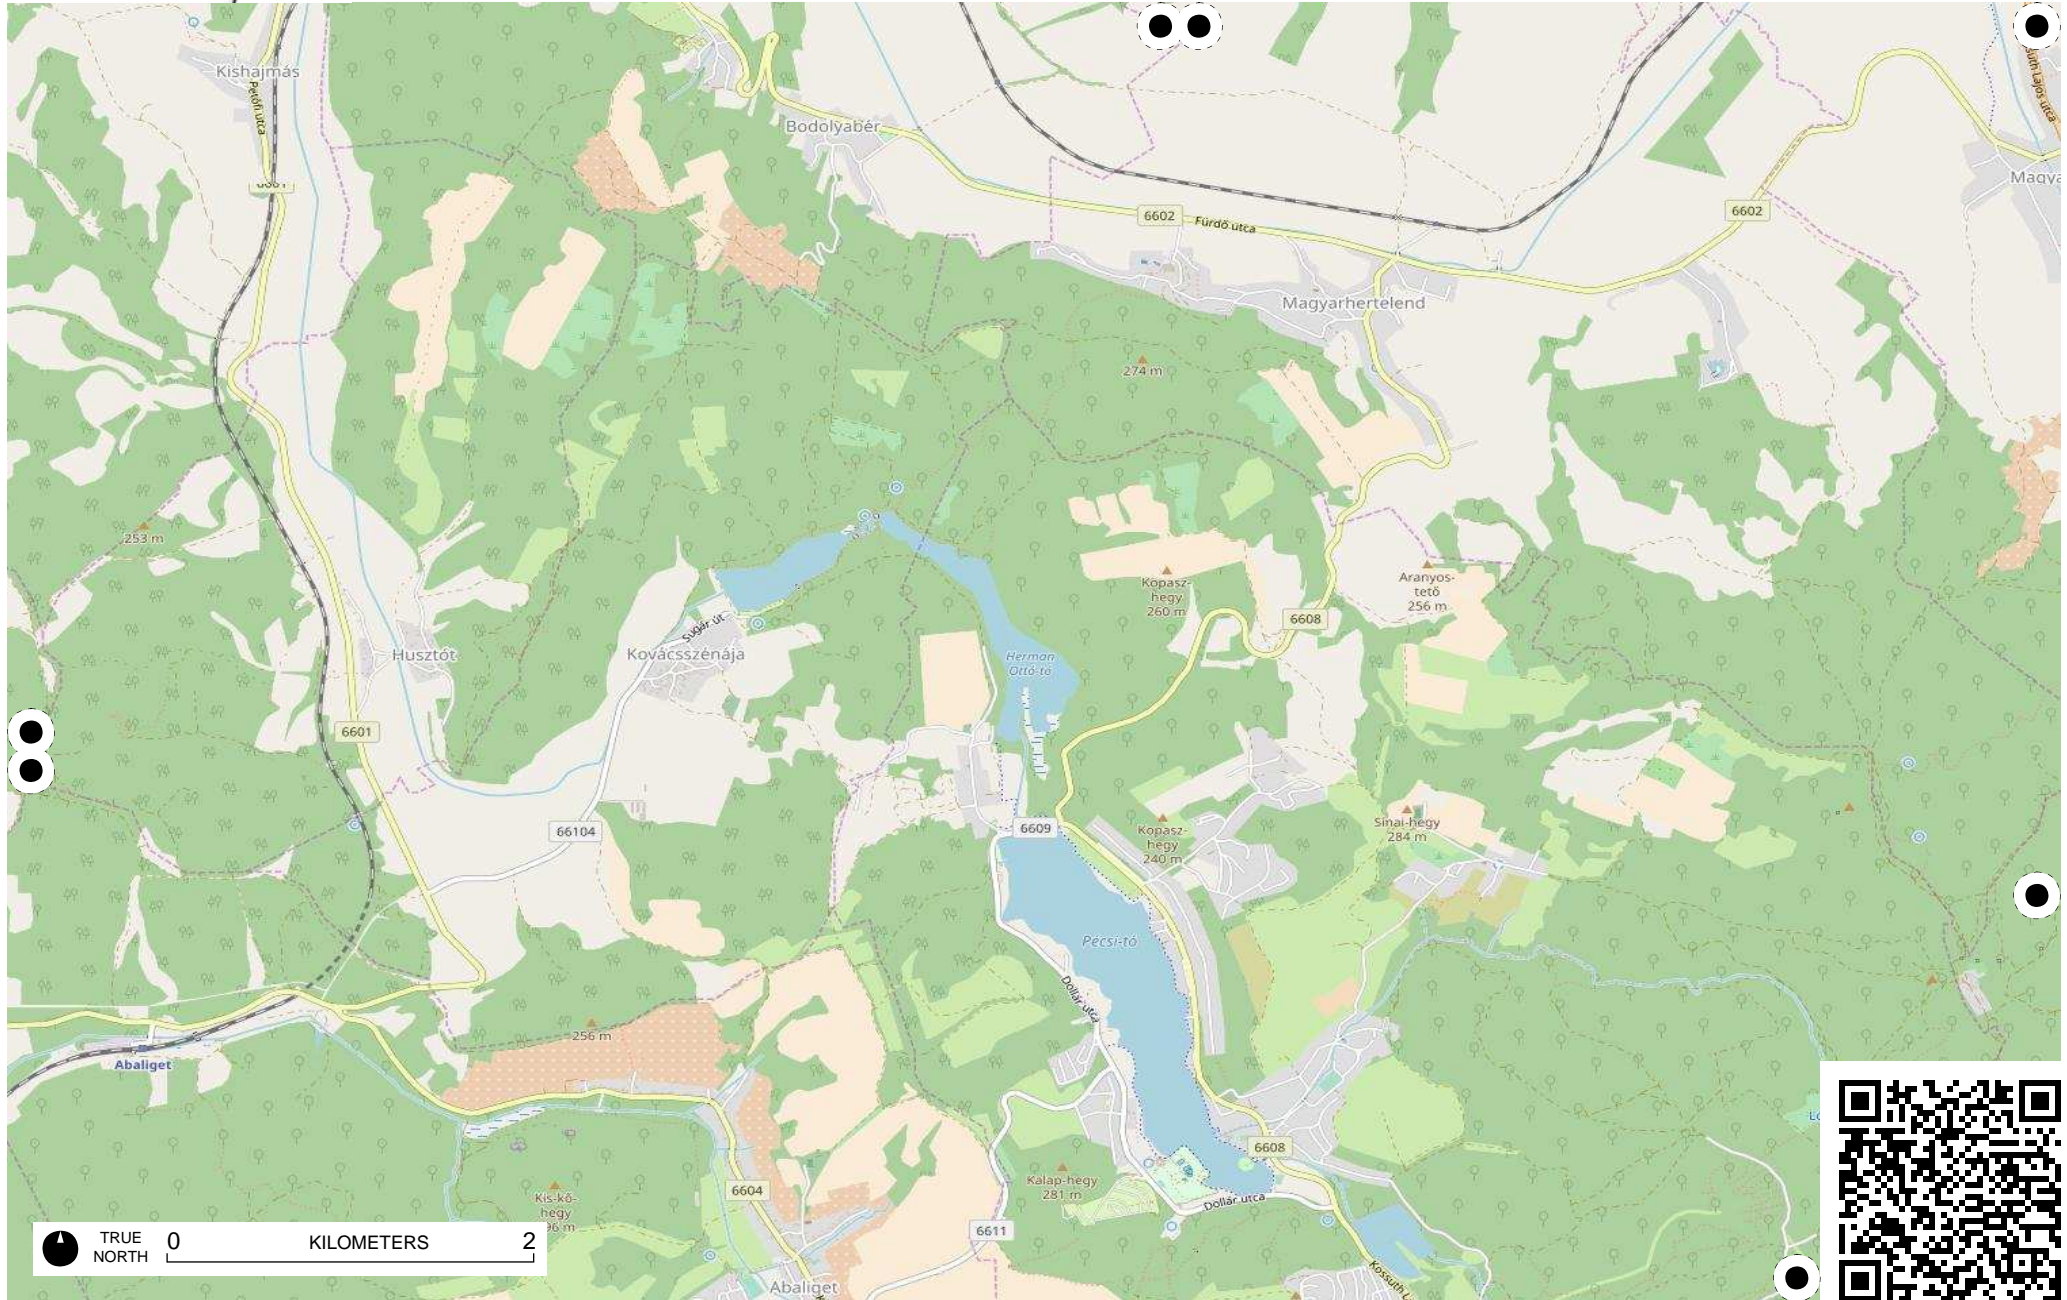 Kishajmás
Petőfi utca
Bodolyabér
6602
Fürdő utca
6602
Magyarhertelend
274 m
253 m
Kopasz-
hegy
260 m
Aranyos-
tető
256 m
6608
Sugár út
Kovácsszénája
Husztót
Herman
Ottó-tó
6601
66104
6609
Kopasz-
hegy
240 m
Sinai-hegy
284 m
Pécsi-tó
Dollár utca
256 m
Abaliget
6608
Kalap-hegy
281 m
Dollár utca
6604
Kis-kő-
hegy
6611
Abaliget
TRUE
NORTH
0 KILOMETERS 2